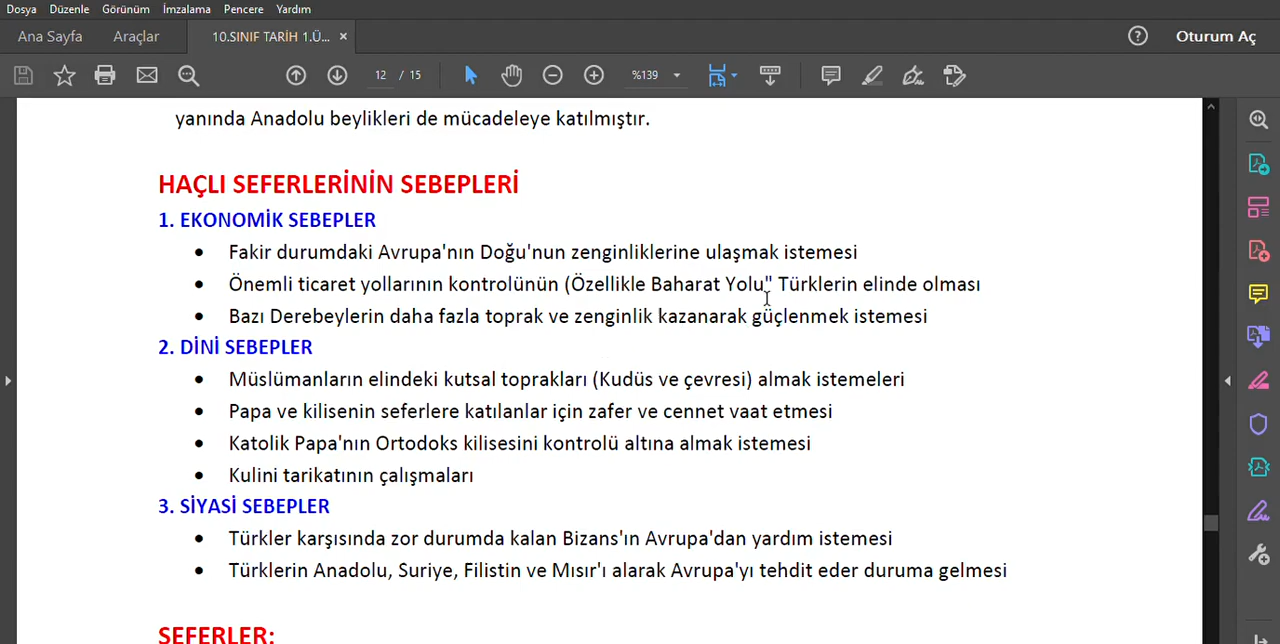 Dosya Düzenle Görünüm İmzalama Pencere Yardım
Ana Sayfa Araçlar 10.SINIF TARİH 1.Ü... × ? Oturum Aç
12 / 15 %139
yanında Anadolu beylikleri de mücadeleye katılmıştır.
HAÇLI SEFERLERİNİN SEBEPLERİ
1. EKONOMİK SEBEPLER
• Fakir durumdaki Avrupa'nın Doğu'nun zenginliklerine ulaşmak istemesi
• Önemli ticaret yollarının kontrolünün (Özellikle Baharat Yolu" Türklerin elinde olması
• Bazı Derebeylerin daha fazla toprak ve zenginlik kazanarak güçlenmek istemesi
2. DİNİ SEBEPLER
• Müslümanların elindeki kutsal toprakları (Kudüs ve çevresi) almak istemeleri
• Papa ve kilisenin seferlere katılanlar için zafer ve cennet vaat etmesi
• Katolik Papa'nın Ortodoks kilisesini kontrolü altına almak istemesi
• Kulini tarikatının çalışmaları
3. SİYASİ SEBEPLER
• Türkler karşısında zor durumda kalan Bizans'ın Avrupa'dan yardım istemesi
• Türklerin Anadolu, Suriye, Filistin ve Mısır'ı alarak Avrupa'yı tehdit eder duruma gelmesi
SEFERLER: